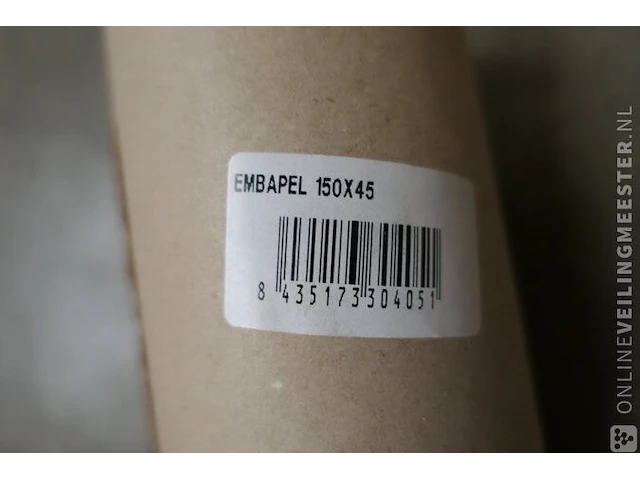 EMBAPEL 150X45
8 435173 304051
ONLINEVEILINGMEESTER.NL